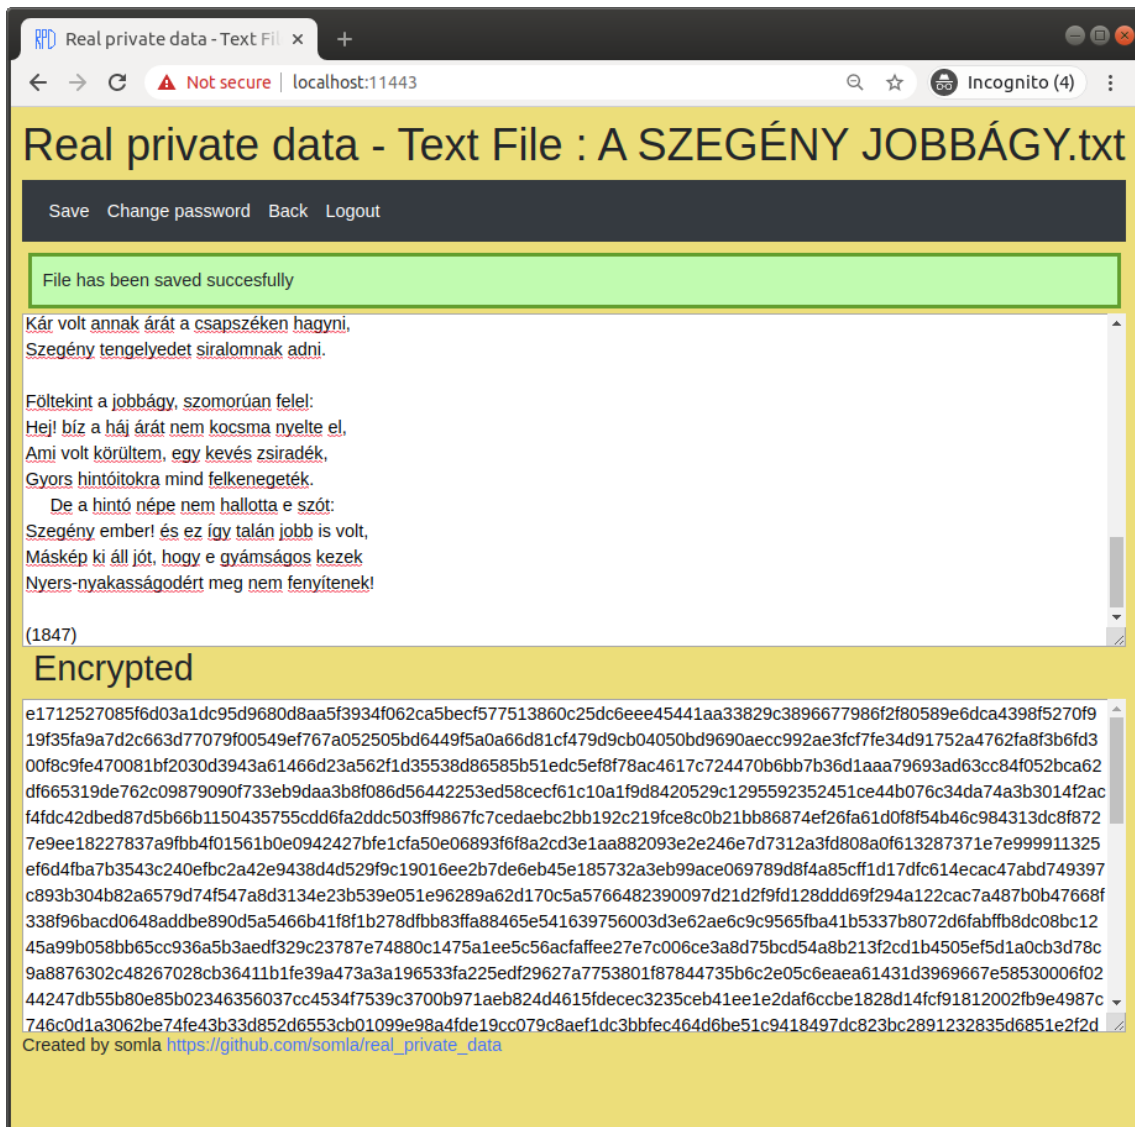 Real private data - Text Fil
Not secure | localhost:11443
Incognito (4)
Real private data - Text File : A SZEGÉNY JOBBÁGY.txt
Save Change password Back Logout
File has been saved succesfully
Kár volt annak árát a csapszéken hagyni,
Szegény tengelyedet siralomnak adni.
Föltekint a jobbágy, szomorúan felel:
Hej! bíz a háj árát nem kocsma nyelte el,
Ami volt körültem, egy kevés zsiradék,
Gyors hintóitokra mind felkenegeték.
De a hintó népe nem hallotta e szót:
Szegény ember! és ez így talán jobb is volt,
Máskép ki áll jót, hogy e gyámságos kezek
Nyers-nyakasságodért meg nem fenyítenek!
(1847)
Encrypted
e1712527085f6d03a1dc95d9680d8aa5f3934f062ca5becf577513860c25dc6eee45441aa33829c3896677986f2f80589e6dca4398f5270f9
19f35fa9a7d2c663d77079f00549ef767a052505bd6449f5a0a66d81cf479d9cb04050bd9690aecc992ae3fcf7fe34d91752a4762fa8f3b6fd3
00f8c9fe470081bf2030d3943a61466d23a562f1d35538d86585b51edc5ef8f78ac4617c724470b6bb7b36d1aaa79693ad63cc84f052bca62
df665319de762c09879090f733eb9daa3b8f086d56442253ed58cecf61c10a1f9d8420529c1295592352451ce44b076c34da74a3b3014f2ac
f4fdc42dbed87d5b66b1150435755cdd6fa2ddc503ff9867fc7cedaebc2bb192c219fce8c0b21bb86874ef26fa61d0f8f54b46c984313dc8f872
7e9ee18227837a9fbb4f01561b0e0942427bfe1cfa50e06893f6f8a2cd3e1aa882093e2e246e7d7312a3fd808a0f613287371e7e999911325
ef6d4fba7b3543c240efbc2a42e9438d4d529f9c19016ee2b7de6eb45e185732a3eb99ace069789d8f4a85cff1d17dfc614ecac47abd749397
c893b304b82a6579d74f547a8d3134e23b539e051e96289a62d170c5a5766482390097d21d2f9fd128ddd69f294a122cac7a487b0b47668f
338f96bacd0648addbe890d5a5466b41f8f1b278dfbb83ffa88465e541639756003d3e62ae6c9c9565fba41b5337b8072d6fabffb8dc08bc12
45a99b058bb65cc936a5b3aedf329c23787e74880c1475a1ee5c56acfaffee27e7c006ce3a8d75bcd54a8b213f2cd1b4505ef5d1a0cb3d78c
9a8876302c48267028cb36411b1fe39a473a3a196533fa225edf29627a7753801f87844735b6c2e05c6eaea61431d3969667e58530006f02
44247db55b80e85b02346356037cc4534f7539c3700b971aeb824d4615fdecec3235ceb41ee1e2daf6ccbe1828d14fcf91812002fb9e4987c
746c0d1a3062be74fe43b33d852d6553cb01099e98a4fde19cc079c8aef1dc3bbfec464d6be51c9418497dc823bc2891232835d6851e2f2d
Created by somla https://github.com/somla/real_private_data